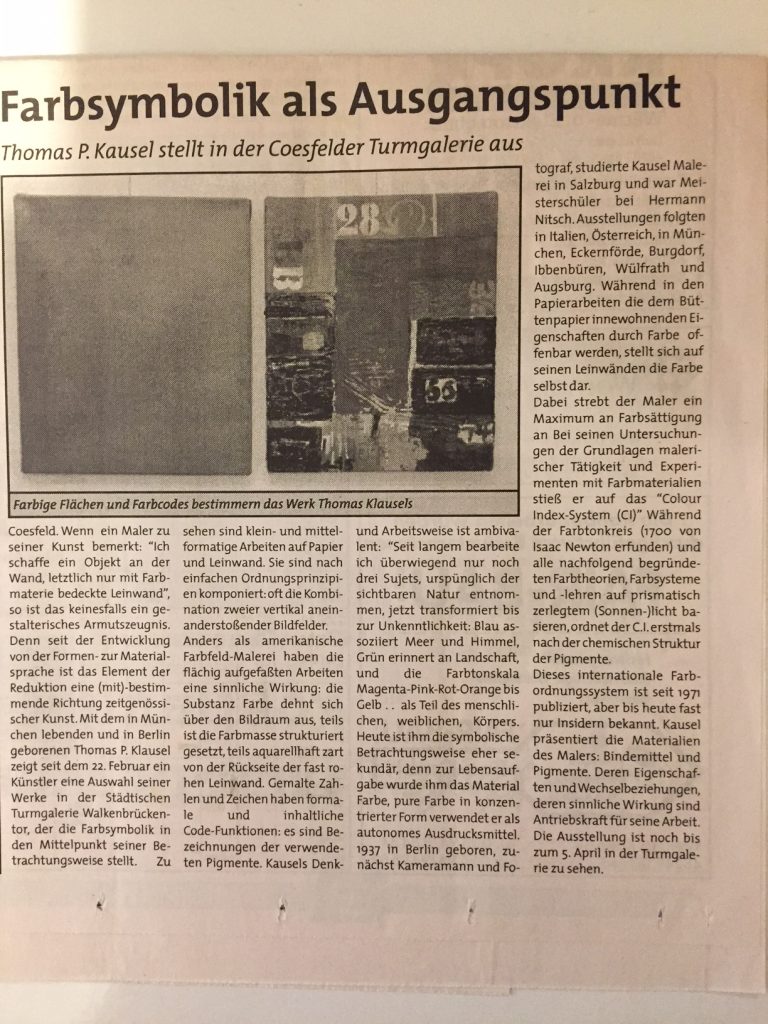 Farbsymbolik als Ausgangspunkt
Thomas P. Kausel stellt in der Coesfelder Turmgalerie aus
28
66
Farbige Flächen und Farbcodes bestimmern das Werk Thomas Klausels
Coesfeld. Wenn ein Maler zu
seiner Kunst bemerkt: “Ich
schaffe ein Objekt an der
Wand, letztlich nur mit Farb-
materie bedeckte Leinwand”,
so ist das keinesfalls ein ge-
stalterisches Armutszeugnis.
Denn seit der Entwicklung
von der Formen- zur Material-
sprache ist das Element der
Reduktion eine (mit)-bestim-
mende Richtung zeitgenössi-
scher Kunst. Mit dem in Mün-
chen lebenden und in Berlin
geborenen Thomas P. Klausel
zeigt seit dem 22. Februar ein
Künstler eine Auswahl seiner
Werke in der Städtischen
Turmgalerie Walkenbrücken-
tor, der die Farbsymbolik in
den Mittelpunkt seiner Be-
trachtungsweise stellt. Zu
sehen sind klein- und mittel-
formatige Arbeiten auf Papier
und Leinwand. Sie sind nach
einfachen Ordnungsprinzipi-
en komponiert: oft die Kombi-
nation zweier vertikal anein-
anderstoßender Bildfelder.
Anders als amerikanische
Farbfeld-Malerei haben die
flächig aufgefaßten Arbeiten
eine sinnliche Wirkung: die
Substanz Farbe dehnt sich
über den Bildraum aus, teils
ist die Farbmasse strukturiert
gesetzt, teils aquarellhaft zart
von der Rückseite der fast ro-
hen Leinwand. Gemalte Zah-
len und Zeichen haben forma-
le und inhaltliche
Code-Funktionen: es sind Be-
zeichnungen der verwende-
ten Pigmente. Kausels Denk-
und Arbeitsweise ist ambiva-
lent: “Seit langem bearbeite
ich überwiegend nur noch
drei Sujets, urspünglich der
sichtbaren Natur entnom-
men, jetzt transformiert bis
zur Unkenntlichkeit: Blau as-
soziiert Meer und Himmel,
Grün erinnert an Landschaft,
und die Farbtonskala
Magenta-Pink-Rot-Orange bis
Gelb . . als Teil des menschli-
chen, weiblichen, Körpers.
Heute ist ihm die symbolische
Betrachtungsweise eher se-
kundär, denn zur Lebensauf-
gabe wurde ihm das Material
Farbe, pure Farbe in konzen-
trierter Form verwendet er als
autonomes Ausdrucksmittel.
1937 in Berlin geboren, zu-
nächst Kameramann und Fo-
tograf, studierte Kausel Male-
rei in Salzburg und war Mei-
sterschüler bei Hermann
Nitsch. Ausstellungen folgten
in Italien, Österreich, in Mün-
chen, Eckernförde, Burgdorf,
Ibbenbüren, Wülfrath und
Augsburg. Während in den
Papierarbeiten die dem Büt-
tenpapier innewohnenden Ei-
genschaften durch Farbe of-
fenbar werden, stellt sich auf
seinen Leinwänden die Farbe
selbst dar.
Dabei strebt der Maler ein
Maximum an Farbsättigung
an Bei seinen Untersuchun-
gen der Grundlagen maleri-
scher Tätigkeit und Experi-
menten mit Farbmaterialien
stieß er auf das “Colour
Index-System (CI)” Während
der Farbtonkreis (1700 von
Isaac Newton erfunden) und
alle nachfolgend begründe-
ten Farbtheorien, Farbsysteme
und -lehren auf prismatisch
zerlegtem (Sonnen-)licht ba-
sieren, ordnet der C.I. erstmals
nach der chemischen Struktur
der Pigmente.
Dieses internationale Farb-
ordnungssystem ist seit 1971
publiziert, aber bis heute fast
nur Insidern bekannt. Kausel
präsentiert die Materialien
des Malers: Bindemittel und
Pigmente. Deren Eigenschaf-
ten und Wechselbeziehungen,
deren sinnliche Wirkung sind
Antriebskraft für seine Arbeit.
Die Ausstellung ist noch bis
zum 5. April in der Turmgale-
rie zu sehen.